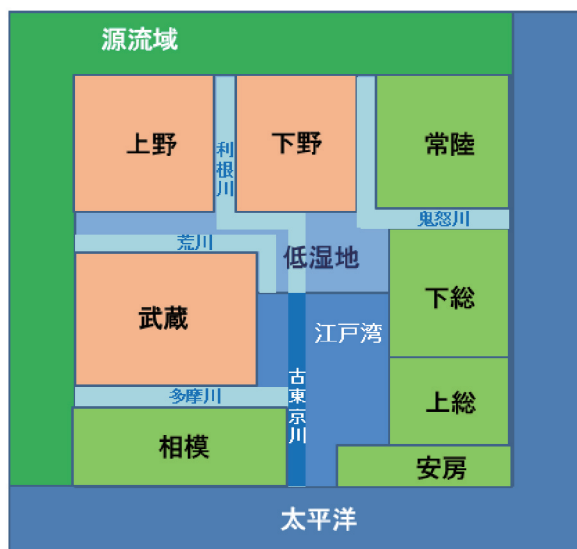 源流域
上野
利根川
下野
常陸
鬼怒川
荒川
低湿地
武蔵
下総
江戸湾
古東京川
多摩川
上総
相模
安房
太平洋